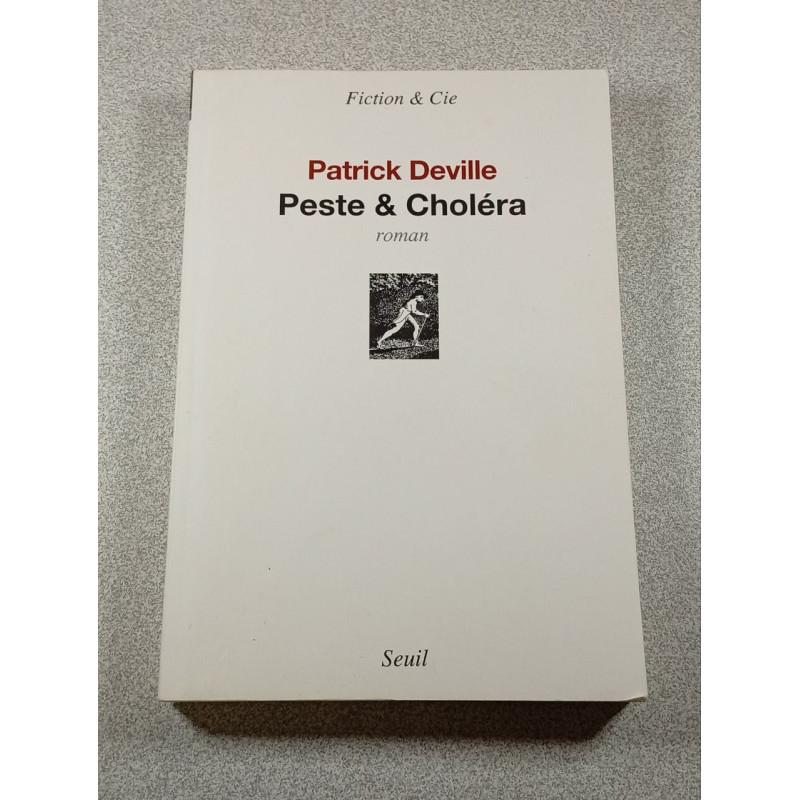 Fiction & Cie
Patrick Deville
Peste & Choléra
roman
Seuil